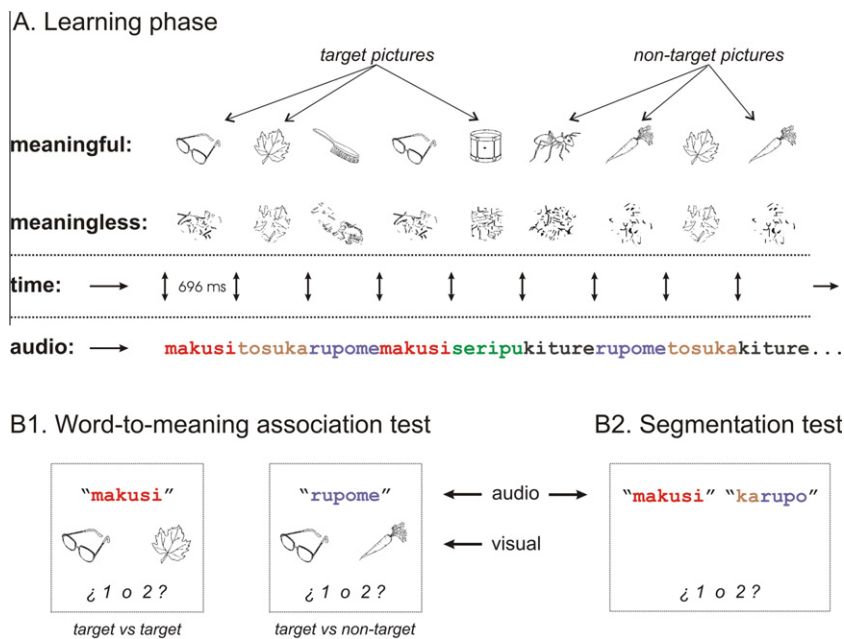 A. Learning phase
target pictures non-target pictures
meaningful:
meaningless:
time: 696 ms
audio: makusitosukarupomemakusiseripukiturerupometosukakiture...
B1. Word-to-meaning association test B2. Segmentation test
“makusi” “rupome” audio “makusi” “karupo”
visual
¿ 1 o 2 ? ¿ 1 o 2 ? ¿ 1 o 2 ?
target vs target target vs non-target